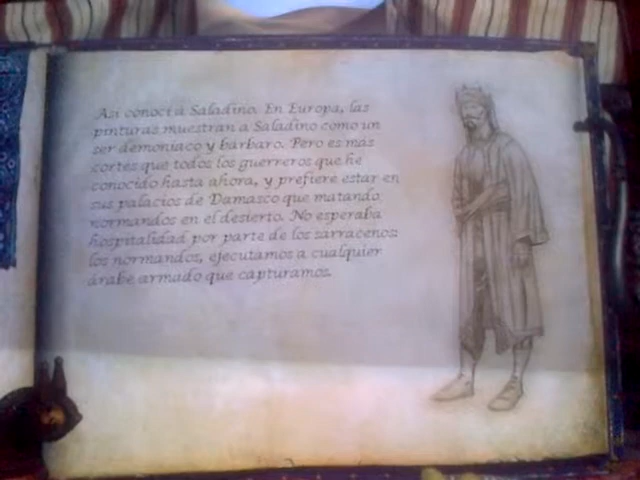 Así conocí a Saladino. En Europa, las
pinturas muestran a Saladino como un
ser demoníaco y bárbaro. Pero es más
cortés que todos los guerreros que he
conocido hasta ahora, y prefiere estar en
sus palacios de Damasco que matando
normandos en el desierto. No esperaba
hospitalidad por parte de los sarracenos:
los normandos, ejecutamos a cualquier
árabe armado que capturamos.